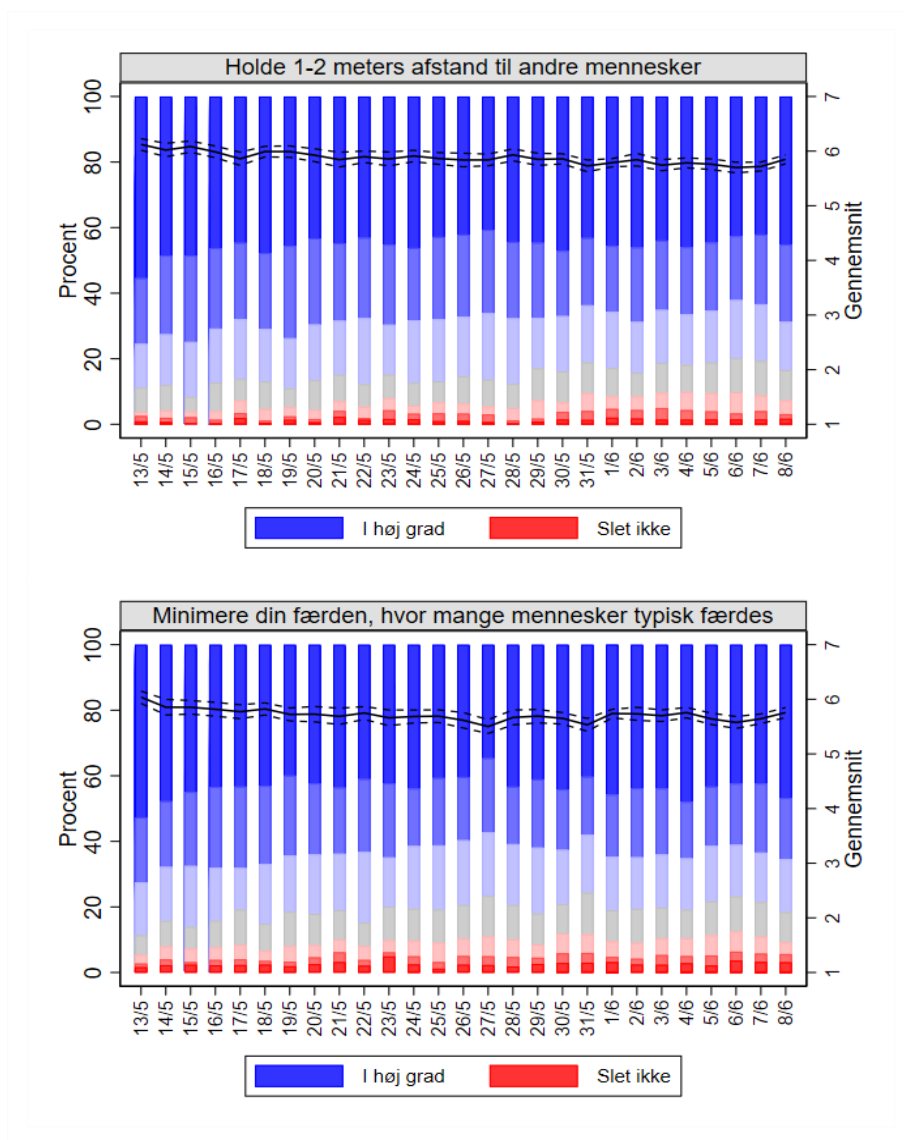 Holde 1-2 meters afstand til andre mennesker
Procent
100
80
60
40
20
0
7
6
5
4
3
2
1
Gennemsnit
13/5 14/5 15/5 16/5 17/5 18/5 19/5 20/5 21/5 22/5 23/5 24/5 25/5 26/5 27/5 28/5 29/5 30/5 31/5 1/6 2/6 3/6 4/6 5/6 6/6 7/6 8/6
I høj grad Slet ikke
Minimere din færden, hvor mange mennesker typisk færdes
Procent
100
80
60
40
20
0
7
6
5
4
3
2
1
Gennemsnit
13/5 14/5 15/5 16/5 17/5 18/5 19/5 20/5 21/5 22/5 23/5 24/5 25/5 26/5 27/5 28/5 29/5 30/5 31/5 1/6 2/6 3/6 4/6 5/6 6/6 7/6 8/6
I høj grad Slet ikke